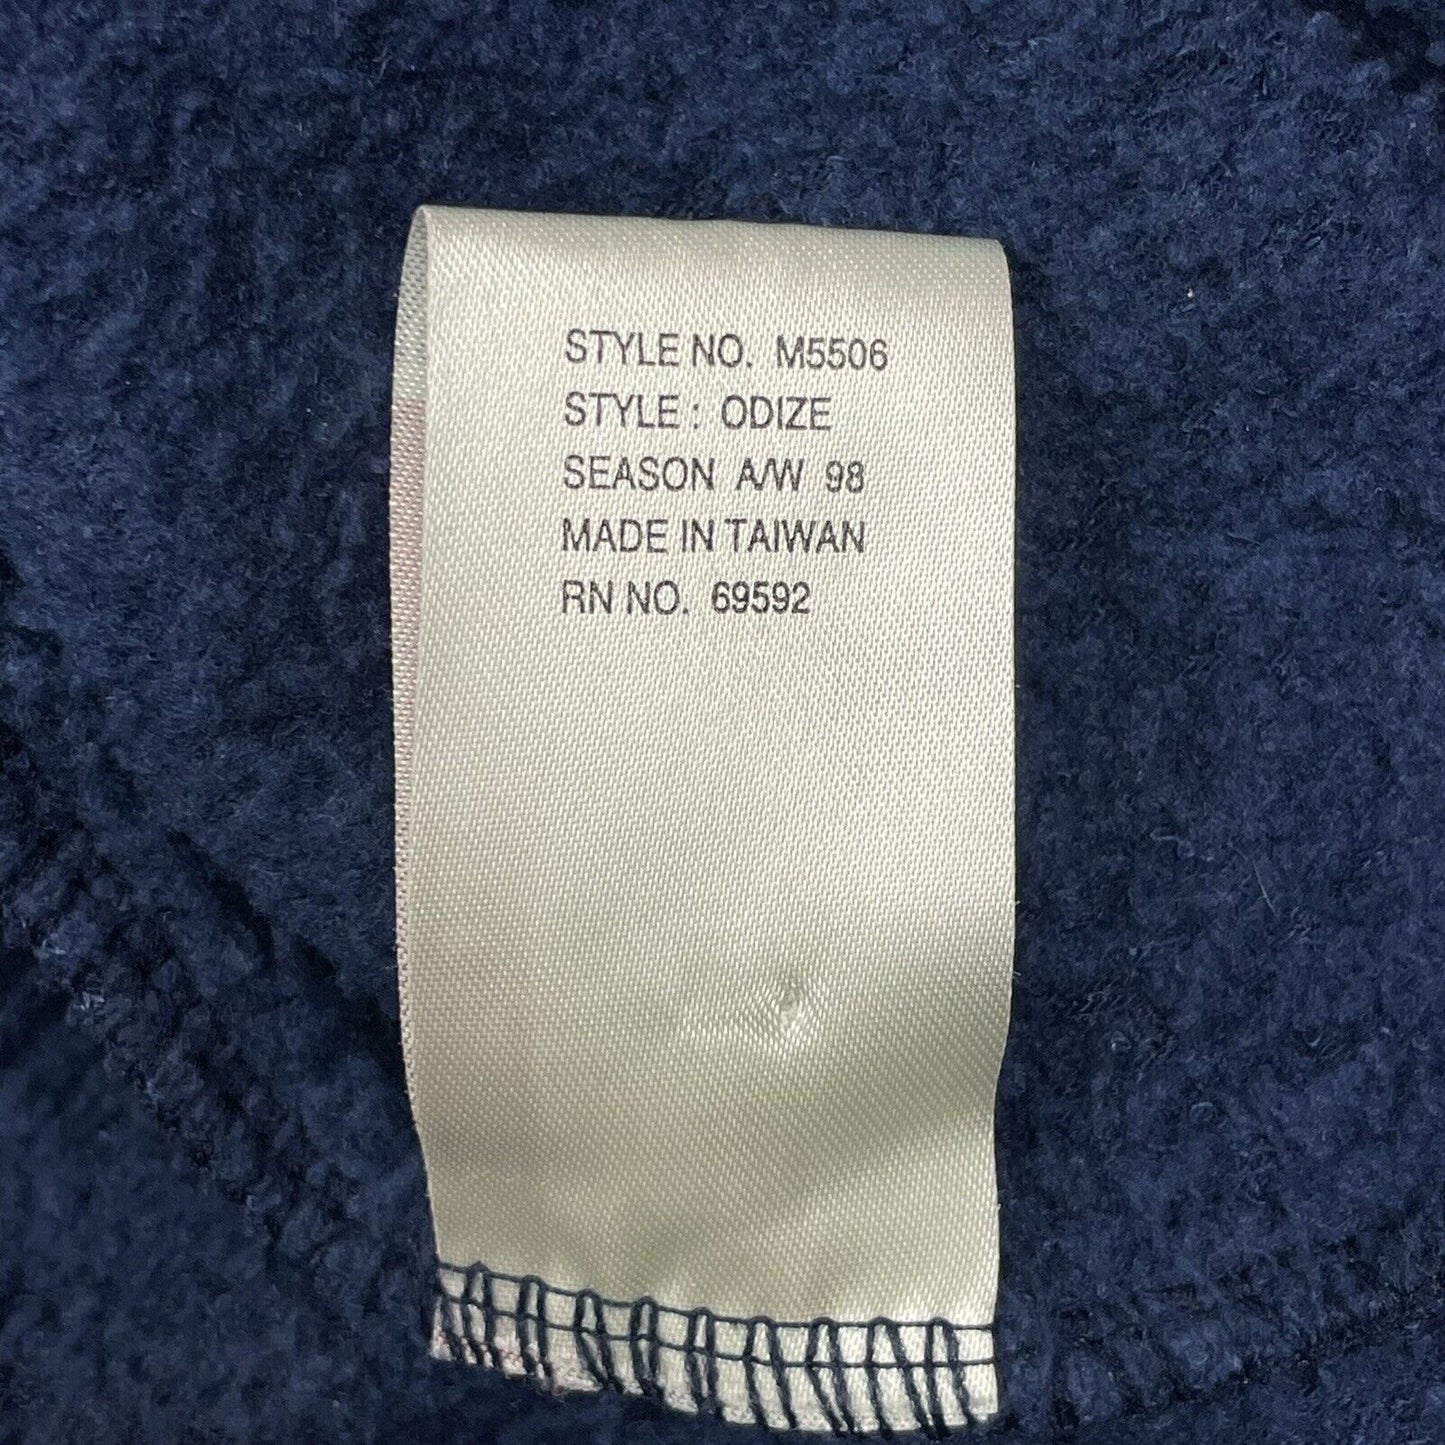 STYLE NO. M5506
STYLE : ODIZE
SEASON A/W 98
MADE IN TAIWAN
RN NO. 69592